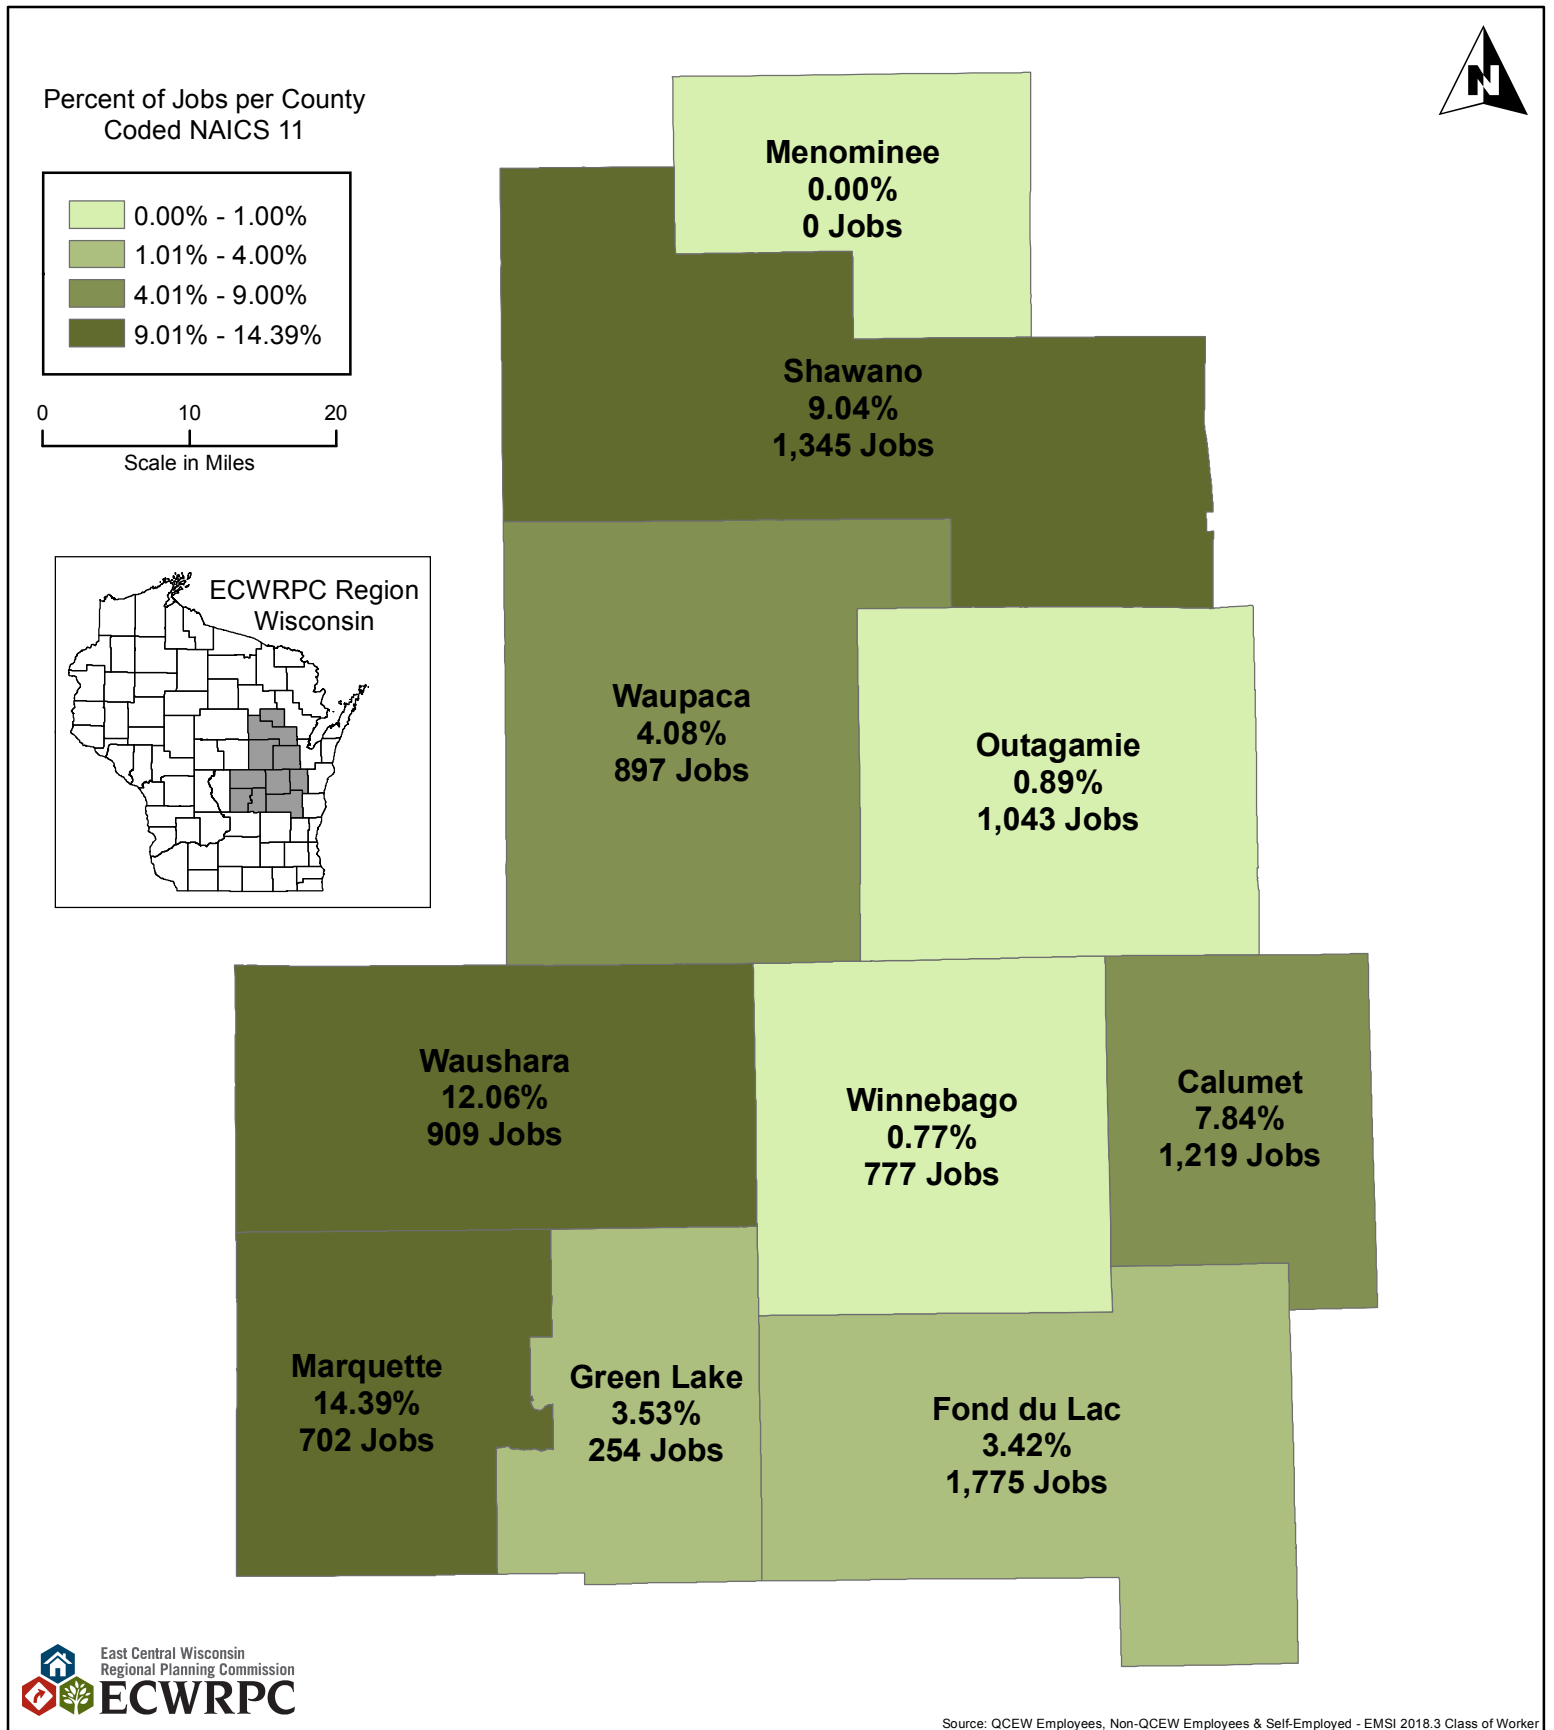 Percent of Jobs per County
Coded NAICS 11
0.00% - 1.00%
1.01% - 4.00%
4.01% - 9.00%
9.01% - 14.39%
0 10 20
Scale in Miles
ECWRPC Region
Wisconsin
N
Menominee
0.00%
0 Jobs
Shawano
9.04%
1,345 Jobs
Waupaca
4.08%
897 Jobs
Outagamie
0.89%
1,043 Jobs
Waushara
12.06%
909 Jobs
Winnebago
0.77%
777 Jobs
Calumet
7.84%
1,219 Jobs
Marquette
14.39%
702 Jobs
Green Lake
3.53%
254 Jobs
Fond du Lac
3.42%
1,775 Jobs
East Central Wisconsin
Regional Planning Commission
ECWRPC
Source: QCEW Employees, Non-QCEW Employees & Self-Employed - EMSI 2018.3 Class of Worker